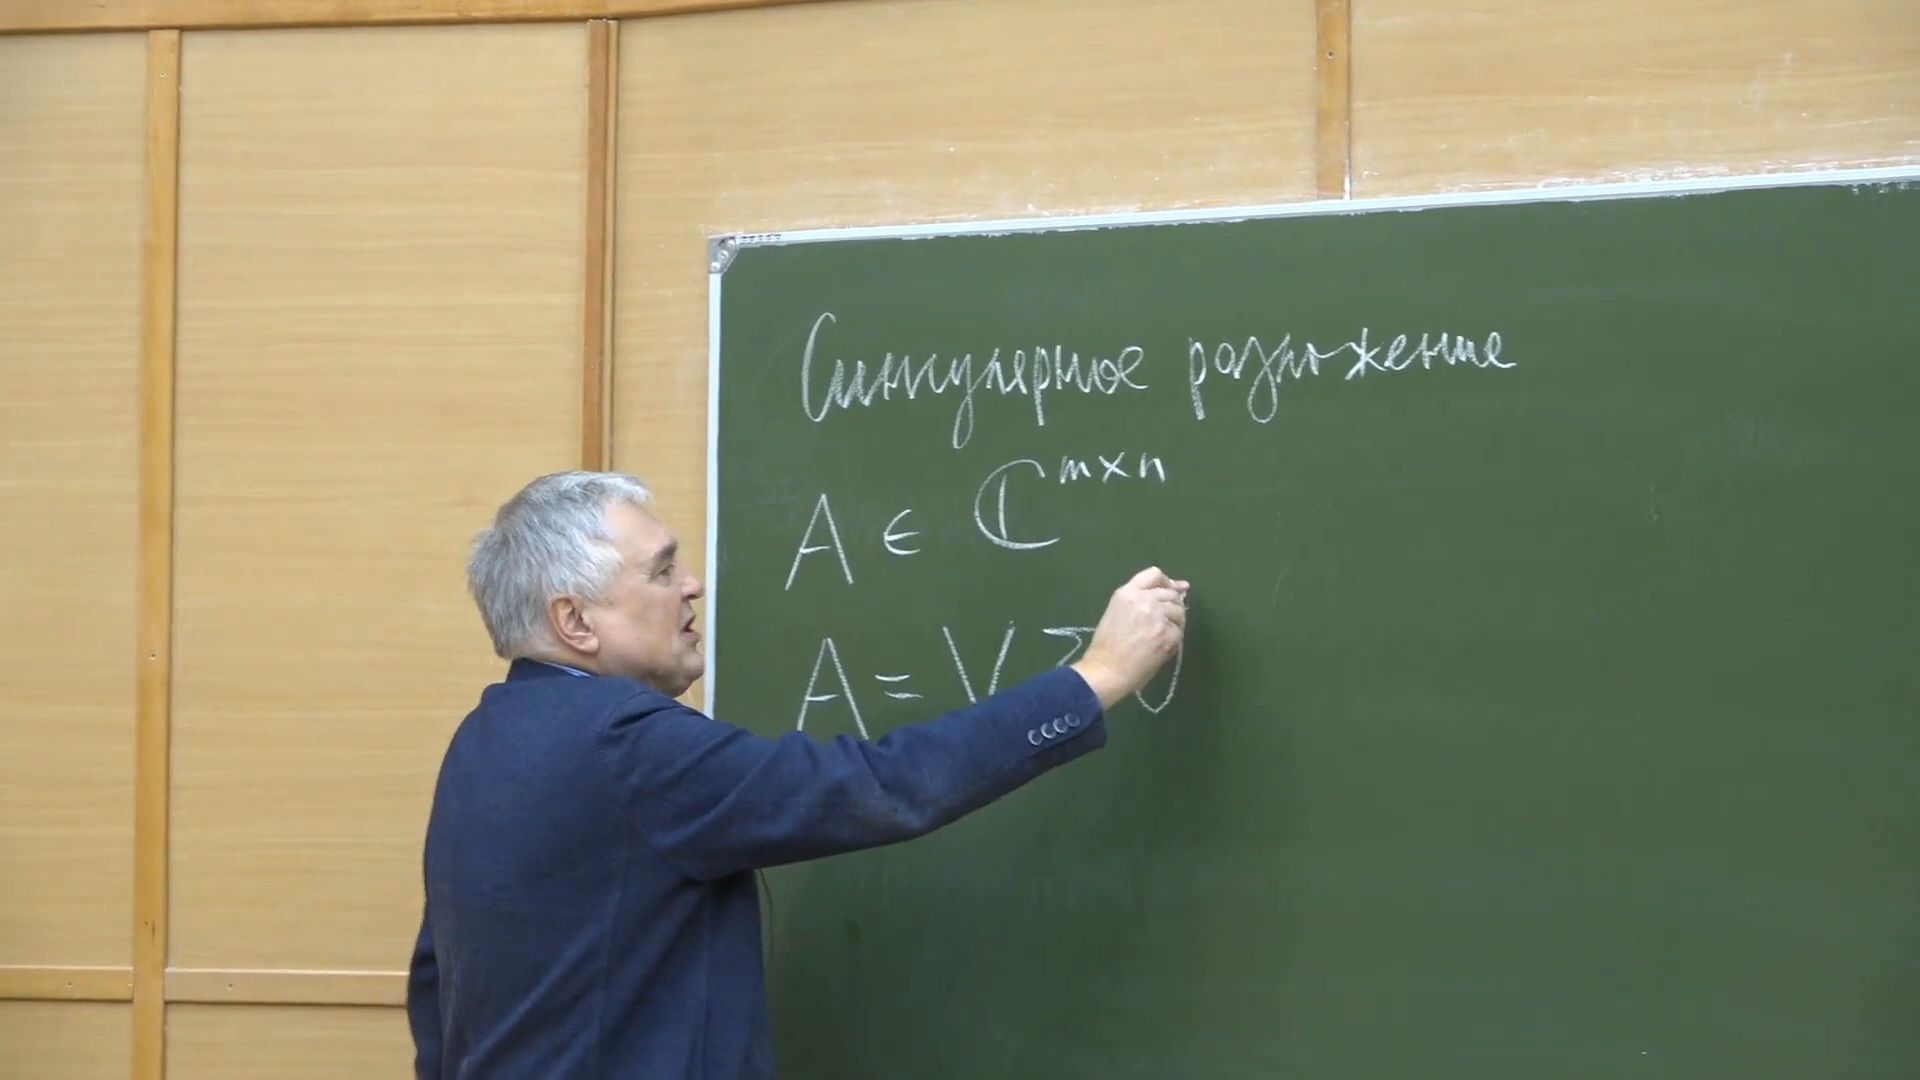 Сингулярное разложение
A ∈ ℂ^{m×n}
A = V Σ U